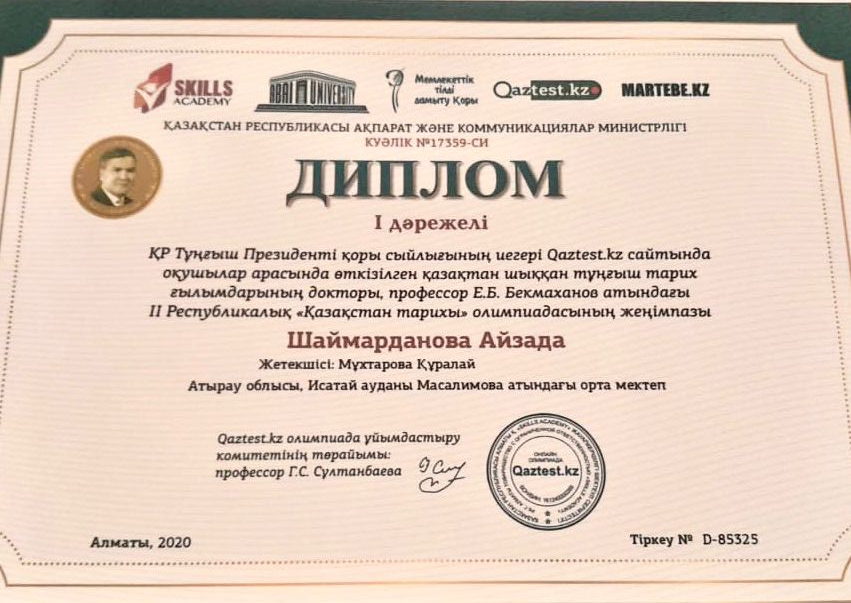 SKILLS
ACADEMY
ABAI UNIVERSITY
Мемлекеттік
тілді
дамыту Қоры
Qaztest.kz
MARTEBE.KZ
ҚАЗАҚСТАН РЕСПУБЛИКАСЫ АҚПАРАТ ЖӘНЕ КОММУНИКАЦИЯЛАР МИНИСТРЛІГІ
КУӘЛІК №17359-СИ
ДИПЛОМ
І дәрежелі
ҚР Тұңғыш Президенті қоры сыйлығының иегері Qaztest.kz сайтында
оқушылар арасында өткізілген қазақтан шыққан тұңғыш тарих
ғылымдарының докторы, профессор Е.Б. Бекмаханов атындағы
ІІ Республикалық «Қазақстан тарихы» олимпиадасының жеңімпазы
Шаймарданова Айзада
Жетекшісі: Мұхтарова Құралай
Атырау облысы, Исатай ауданы Масалимова атындағы орта мектеп
Qaztest.kz олимпиада ұйымдастыру
комитетінің төрайымы:
профессор Г.С. Султанбаева
ОНЛАЙН
ОЛИМПИАДА
Qaztest.kz
Алматы, 2020
Тіркеу № D-85325